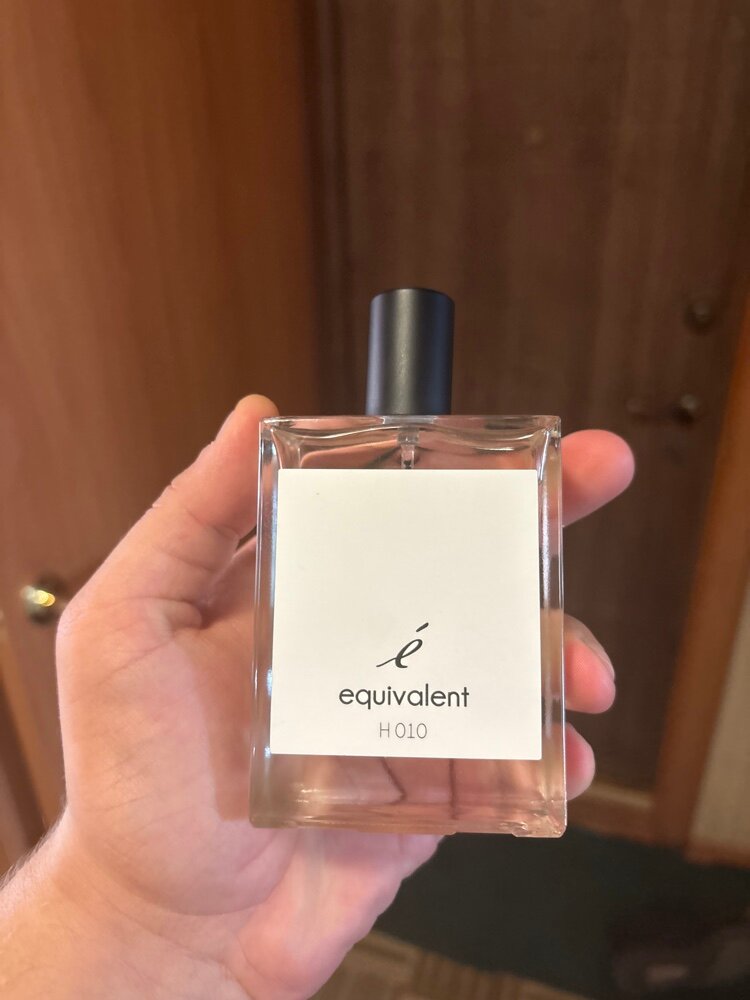 é
equivalent
H 010